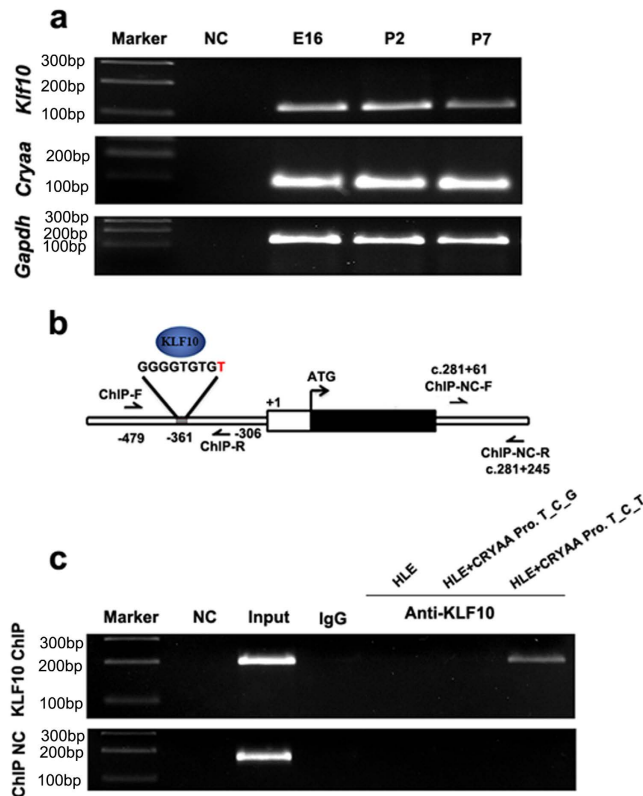 a
Marker NC E16 P2 P7
Klf10
300bp
200bp
100bp
Cryaa
200bp
100bp
Gapdh
300bp
200bp
100bp
b
KLF10
GGGGTGTGT
ChIP-F
+1
ATG
c.281+61
ChIP-NC-F
-479
-361
ChIP-R
-306
ChIP-NC-R
c.281+245
c
HLE
HLE+CRYAA Pro. T_C_G
HLE+CRYAA Pro. T_C_T
Marker NC Input IgG Anti-KLF10
KLF10 ChIP
300bp
200bp
100bp
ChIP NC
300bp
200bp
100bp